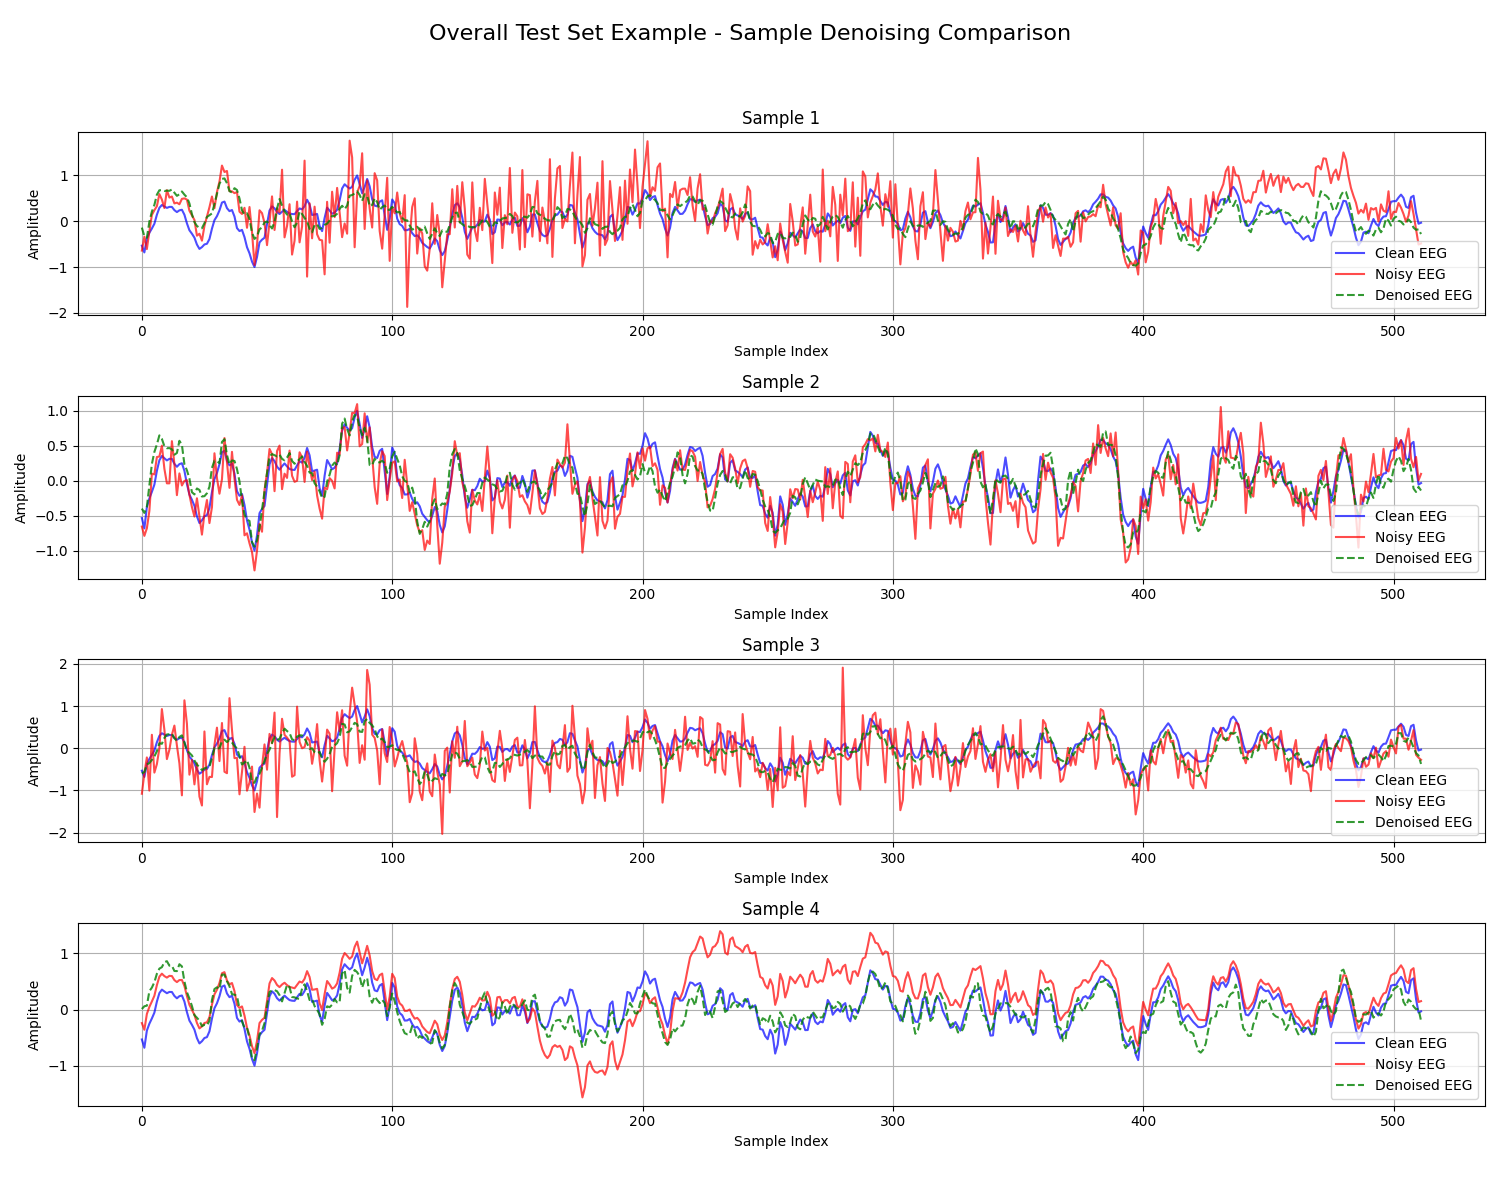 Overall Test Set Example - Sample Denoising Comparison
Sample 1
Amplitude
1
0
−1
−2
Clean EEG
Noisy EEG
Denoised EEG
0 100 200 300 400 500
Sample Index
Sample 2
Amplitude
1.0
0.5
0.0
−0.5
−1.0
Clean EEG
Noisy EEG
Denoised EEG
0 100 200 300 400 500
Sample Index
Sample 3
Amplitude
2
1
0
−1
−2
Clean EEG
Noisy EEG
Denoised EEG
0 100 200 300 400 500
Sample Index
Sample 4
Amplitude
1
0
−1
Clean EEG
Noisy EEG
Denoised EEG
0 100 200 300 400 500
Sample Index